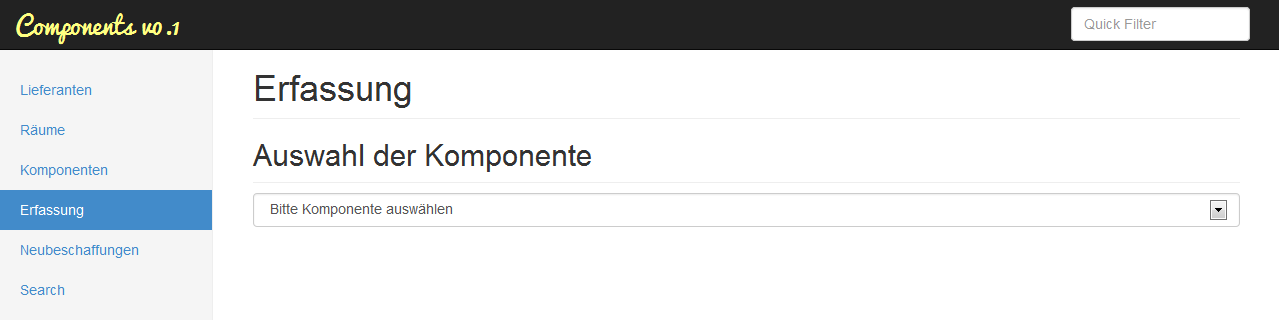 Components v0.1
Quick Filter
Lieferanten
Räume
Komponenten
Erfassung
Neubeschaffungen
Search
Erfassung
Auswahl der Komponente
Bitte Komponente auswählen